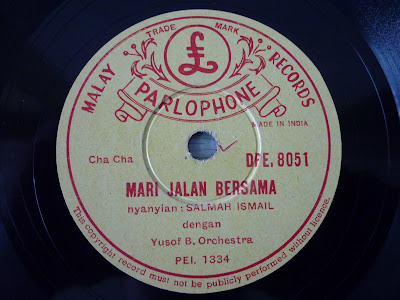 TRADE MARK
MALAY RECORDS
£
PARLOPHONE
MADE IN INDIA
Cha Cha
DPE. 8051
MARI JALAN BERSAMA
nyanyian: SALMAH ISMAIL
dengan
Yusof B. Orchestra
PEI. 1334
This copyright record must not be publicly performed without licence.